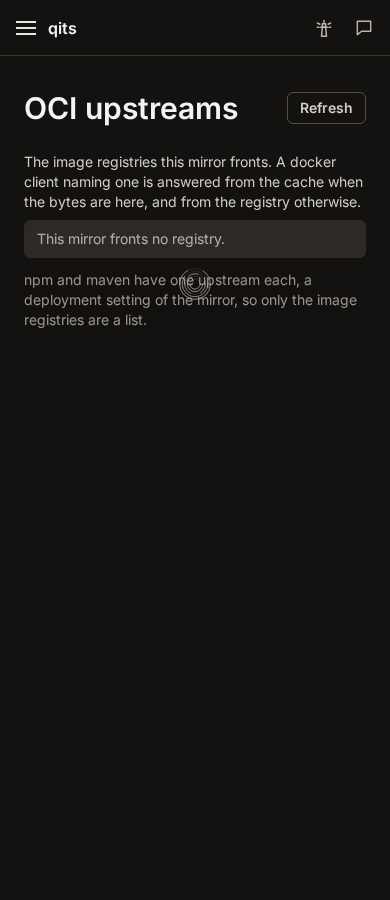 qits
OCI upstreams
Refresh
The image registries this mirror fronts. A docker
client naming one is answered from the cache when
the bytes are here, and from the registry otherwise.
This mirror fronts no registry.
npm and maven have one upstream each, a
deployment setting of the mirror, so only the image
registries are a list.